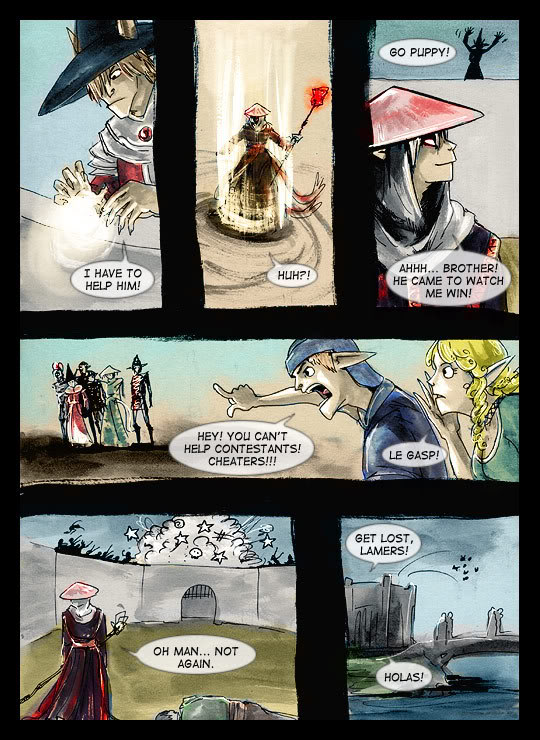 I HAVE TO
HELP HIM!
HUH?!
GO PUPPY!
AHHH... BROTHER!
HE CAME TO WATCH
ME WIN!
HEY! YOU CAN'T
HELP CONTESTANTS!
CHEATERS!!!
LE GASP!
OH MAN... NOT
AGAIN.
GET LOST,
LAMERS!
HOLAS!